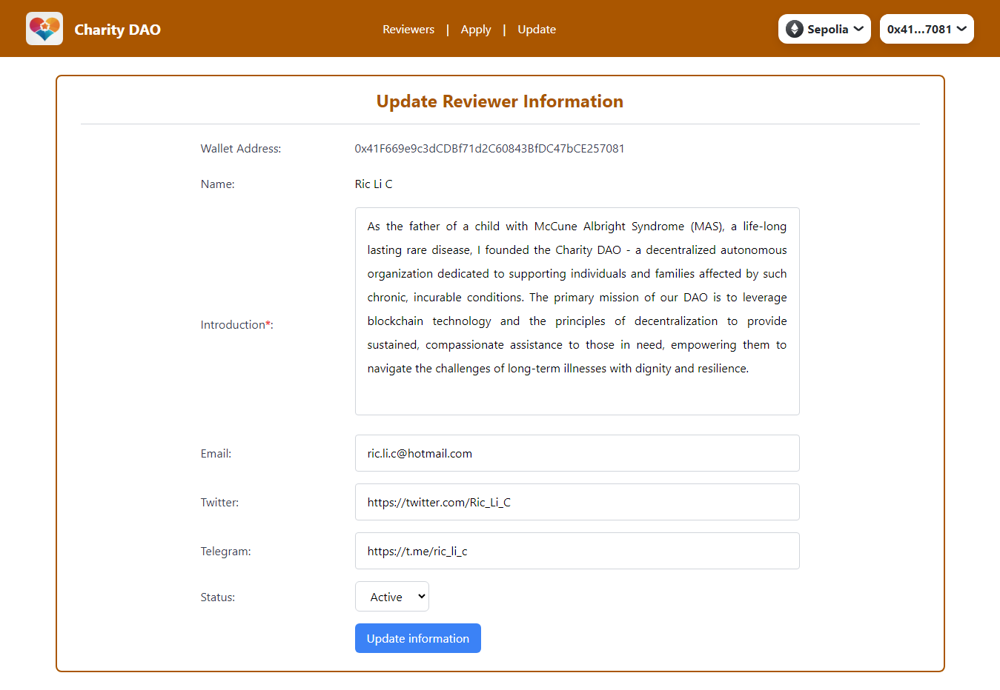 Charity DAO
Reviewers | Apply | Update
Sepolia
0x41...7081
Update Reviewer Information
Wallet Address: 0x41F669e9c3dCDBf71d2C60843BfDC47bCE257081
Name: Ric Li C
Introduction*:
As the father of a child with McCune Albright Syndrome (MAS), a life-long
lasting rare disease, I founded the Charity DAO - a decentralized autonomous
organization dedicated to supporting individuals and families affected by such
chronic, incurable conditions. The primary mission of our DAO is to leverage
blockchain technology and the principles of decentralization to provide
sustained, compassionate assistance to those in need, empowering them to
navigate the challenges of long-term illnesses with dignity and resilience.
Email: ric.li.c@hotmail.com
Twitter: https://twitter.com/Ric_Li_C
Telegram: https://t.me/ric_li_c
Status: Active
Update information